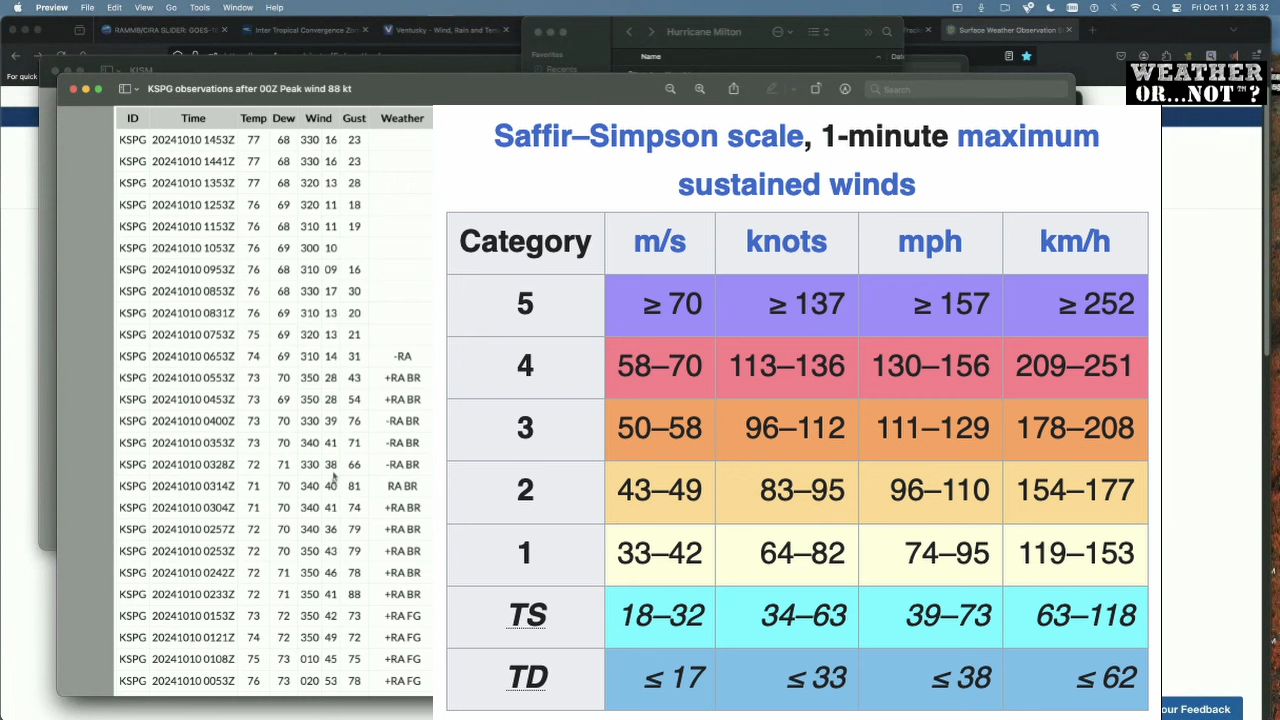 Preview File Edit View Go Tools Window Help Fri Oct 11 22 35 32
RAMMB/CIRA SLIDER: GOES-1 Inter Tropical Convergence Zo Ventusky - Wind, Rain and Tem Surface Weather Observation
Favorites Hurricane Milton
For quick KISM Recents Name
WEATHER
OR...NOT™?
KSPG observations after 00Z Peak wind 88 kt Search
ID Time Temp Dew Wind Gust Weather
KSPG 20241010 1453Z 77 68 330 16 23
KSPG 20241010 1441Z 77 68 330 16 23
KSPG 20241010 1353Z 77 68 320 13 28
KSPG 20241010 1253Z 76 69 320 11 18
KSPG 20241010 1153Z 76 68 310 11 19
KSPG 20241010 1053Z 76 69 300 10
KSPG 20241010 0953Z 76 68 310 09 16
KSPG 20241010 0853Z 76 68 330 17 30
KSPG 20241010 0831Z 76 69 310 13 20
KSPG 20241010 0753Z 75 69 320 13 21
KSPG 20241010 0653Z 74 69 310 14 31 -RA
KSPG 20241010 0553Z 73 70 350 28 43 +RA BR
KSPG 20241010 0453Z 73 69 350 28 54 +RA BR
KSPG 20241010 0400Z 73 70 330 39 76 -RA BR
KSPG 20241010 0353Z 73 70 340 41 71 -RA BR
KSPG 20241010 0328Z 72 71 330 38 66 -RA BR
KSPG 20241010 0314Z 71 70 340 40 81 RA BR
KSPG 20241010 0304Z 71 70 340 41 74 +RA BR
KSPG 20241010 0257Z 72 70 340 36 79 +RA BR
KSPG 20241010 0253Z 72 70 350 43 79 +RA BR
KSPG 20241010 0242Z 72 71 350 46 78 +RA BR
KSPG 20241010 0233Z 72 71 350 41 88 +RA BR
KSPG 20241010 0153Z 73 72 350 42 73 +RA FG
KSPG 20241010 0121Z 74 72 350 49 72 +RA FG
KSPG 20241010 0108Z 75 73 010 45 75 +RA FG
KSPG 20241010 0053Z 76 73 020 53 78 +RA FG
Saffir–Simpson scale, 1-minute maximum
sustained winds
Category m/s knots mph km/h
5 ≥ 70 ≥ 137 ≥ 157 ≥ 252
4 58–70 113–136 130–156 209–251
3 50–58 96–112 111–129 178–208
2 43–49 83–95 96–110 154–177
1 33–42 64–82 74–95 119–153
TS 18–32 34–63 39–73 63–118
TD ≤ 17 ≤ 33 ≤ 38 ≤ 62
our Feedback